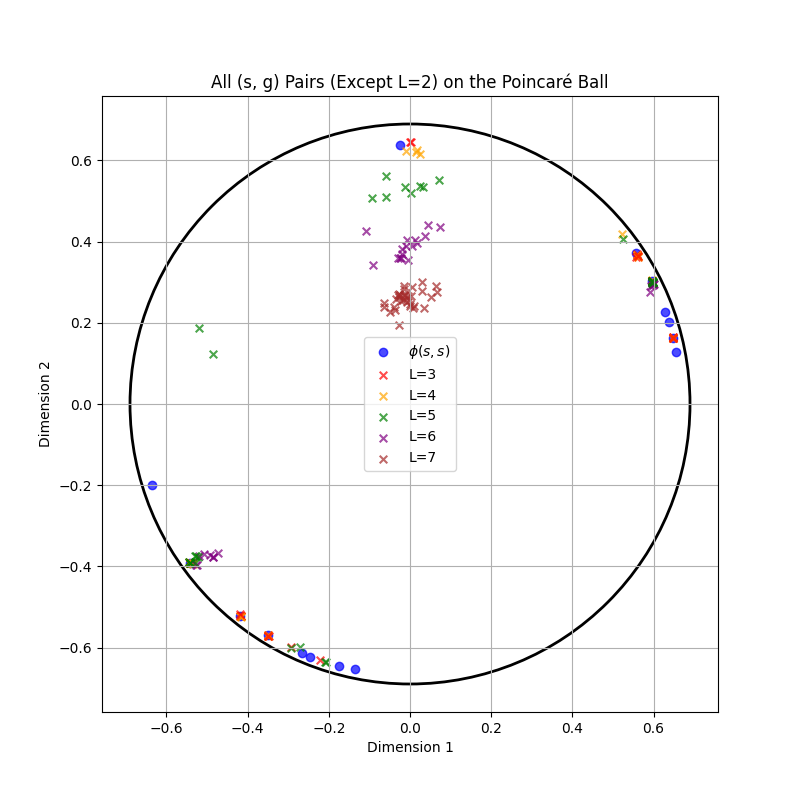 All (s, g) Pairs (Except L=2) on the Poincaré Ball
Dimension 2
0.6
0.4
0.2
0.0
−0.2
−0.4
−0.6
ϕ(s, s)
L=3
L=4
L=5
L=6
L=7
−0.6 −0.4 −0.2 0.0 0.2 0.4 0.6
Dimension 1